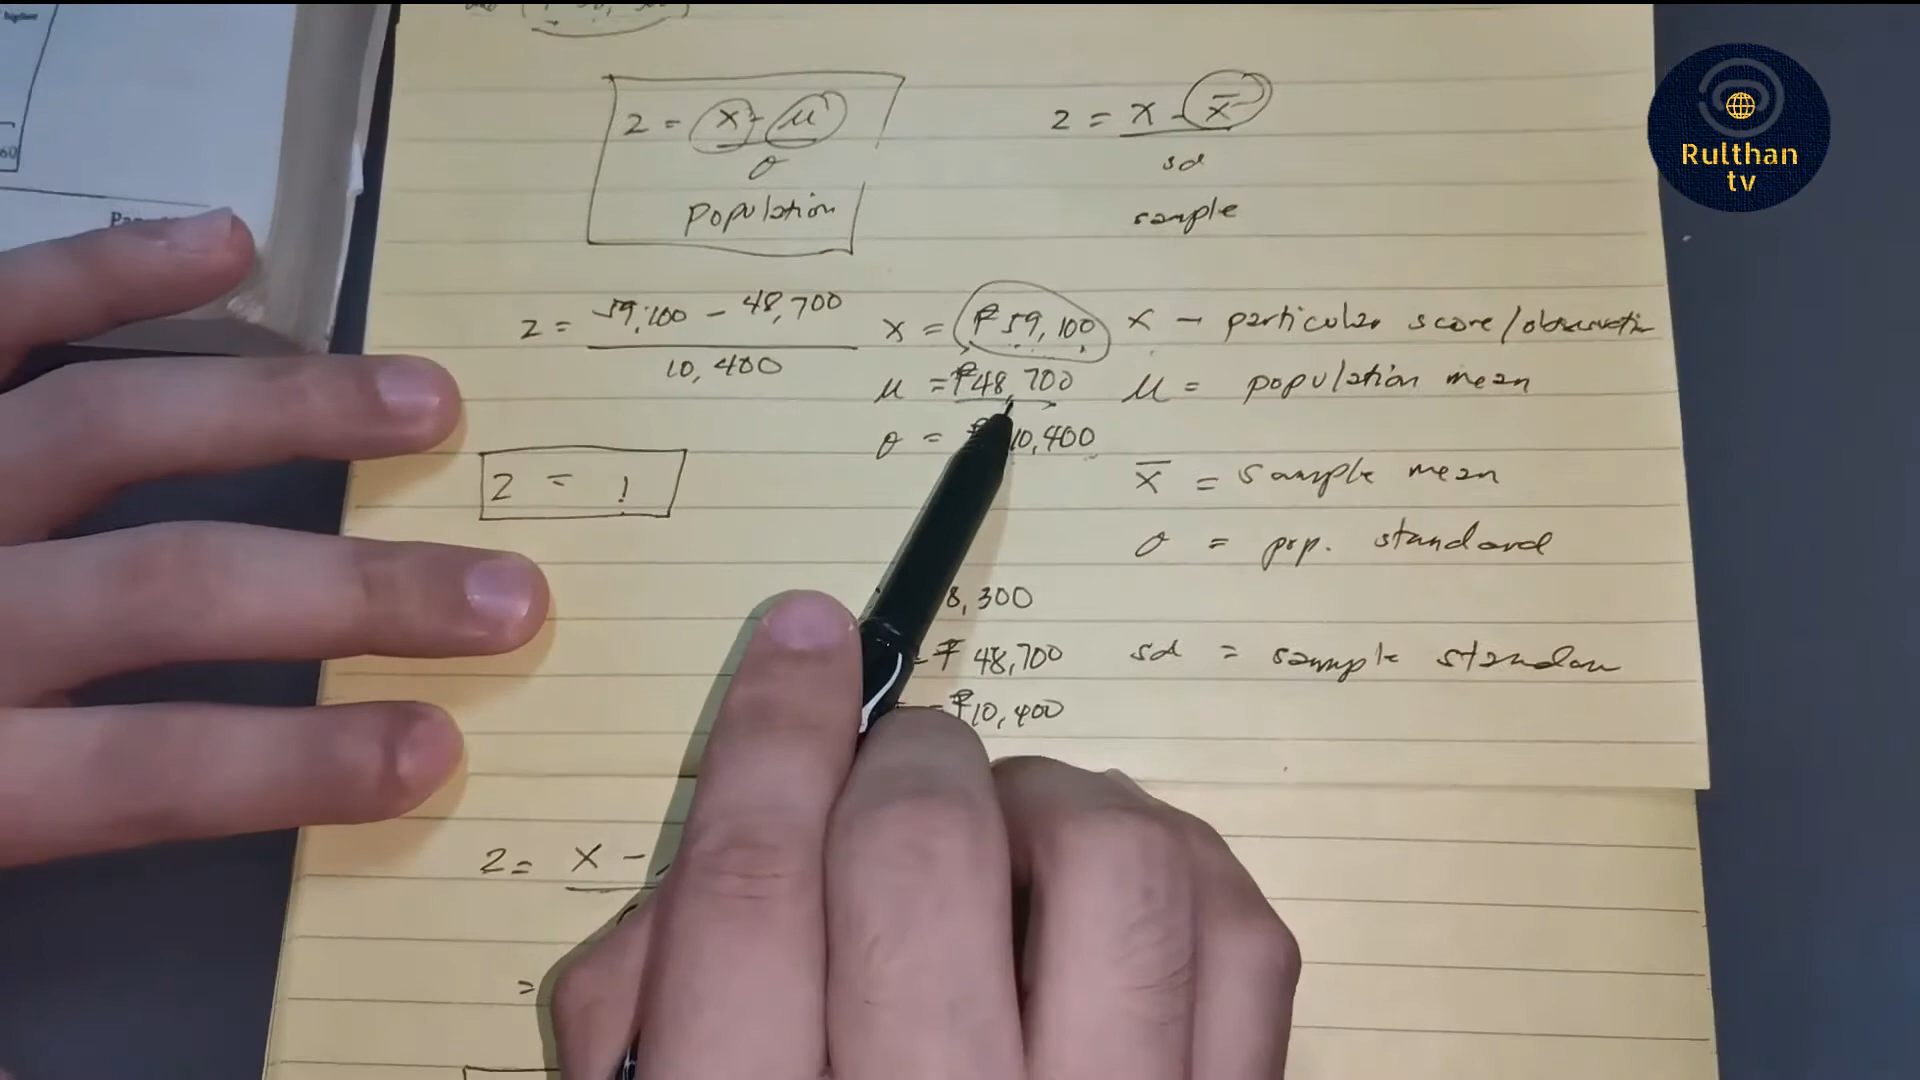 Rulthan
tv
z = x - μ
σ
population
z = x - x̄
sd
sample
z = 59,100 - 48,700
10,400
x = ₱59,100
x - particular score/observation
μ = ₱48,700
μ = population mean
σ = 10,400
z = 1
x̄ = sample mean
σ = pop. standard
8,300
= ₱48,700
sd = sample standar
= ₱10,400
z = x -
=